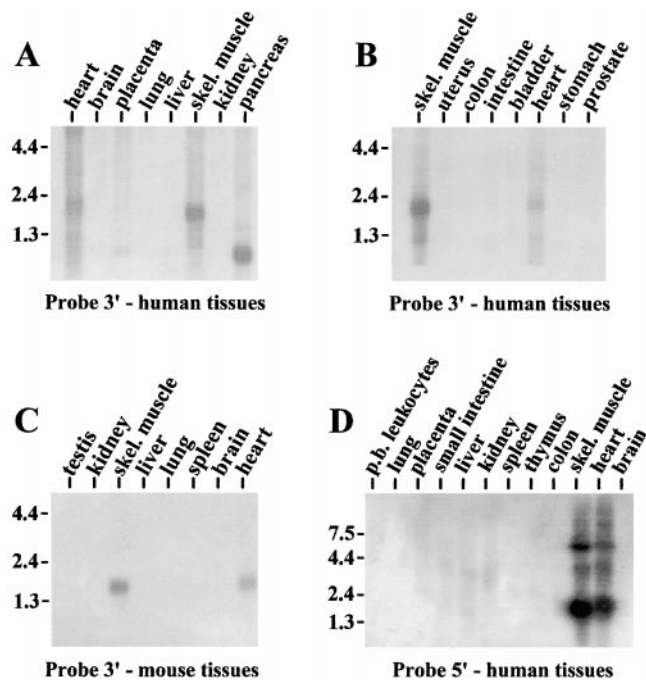 A
heart
brain
placenta
lung
liver
skel. muscle
kidney
pancreas
4.4-
2.4-
1.3-
Probe 3' - human tissues
B
skel. muscle
uterus
colon
intestine
bladder
heart
stomach
prostate
4.4-
2.4-
1.3-
Probe 3' - human tissues
C
testis
kidney
skel. muscle
liver
lung
spleen
brain
heart
4.4-
2.4-
1.3-
Probe 3' - mouse tissues
D
p.b. leukocytes
lung
placenta
small intestine
liver
kidney
spleen
thymus
colon
skel. muscle
heart
brain
7.5-
4.4-
2.4-
1.3-
Probe 5' - human tissues